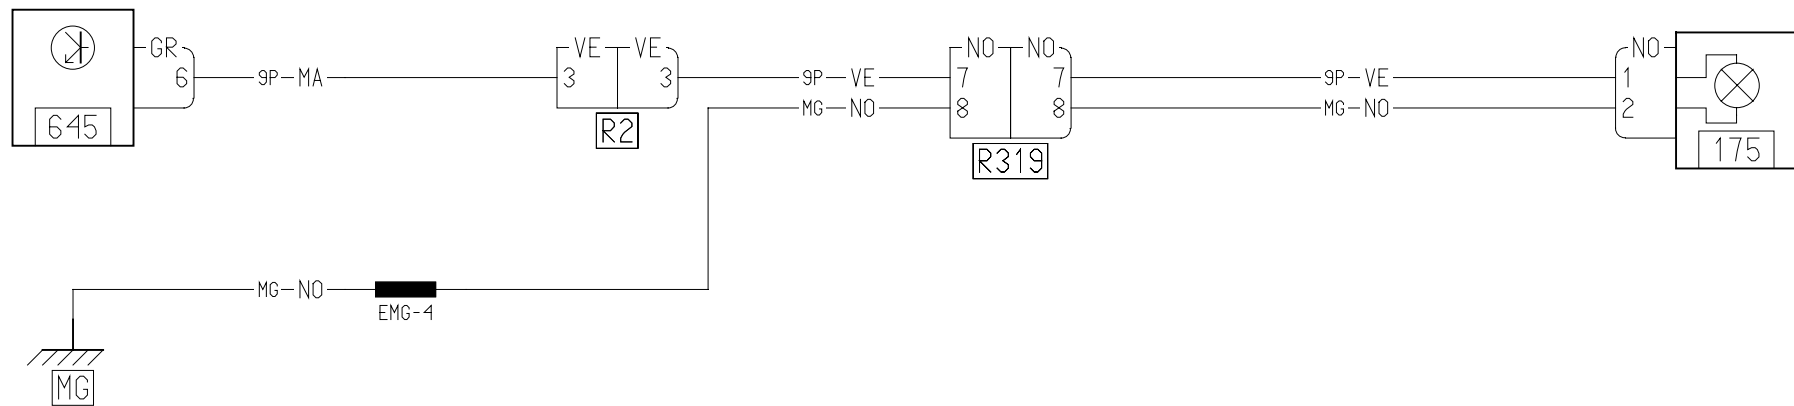 GR VE VE NO NO NO
6 9P MA 3 3 9P VE 7 7 9P VE 1
MG NO 8 8 MG NO 2
645 R2 R319 175
MG NO
EMG-4
MG